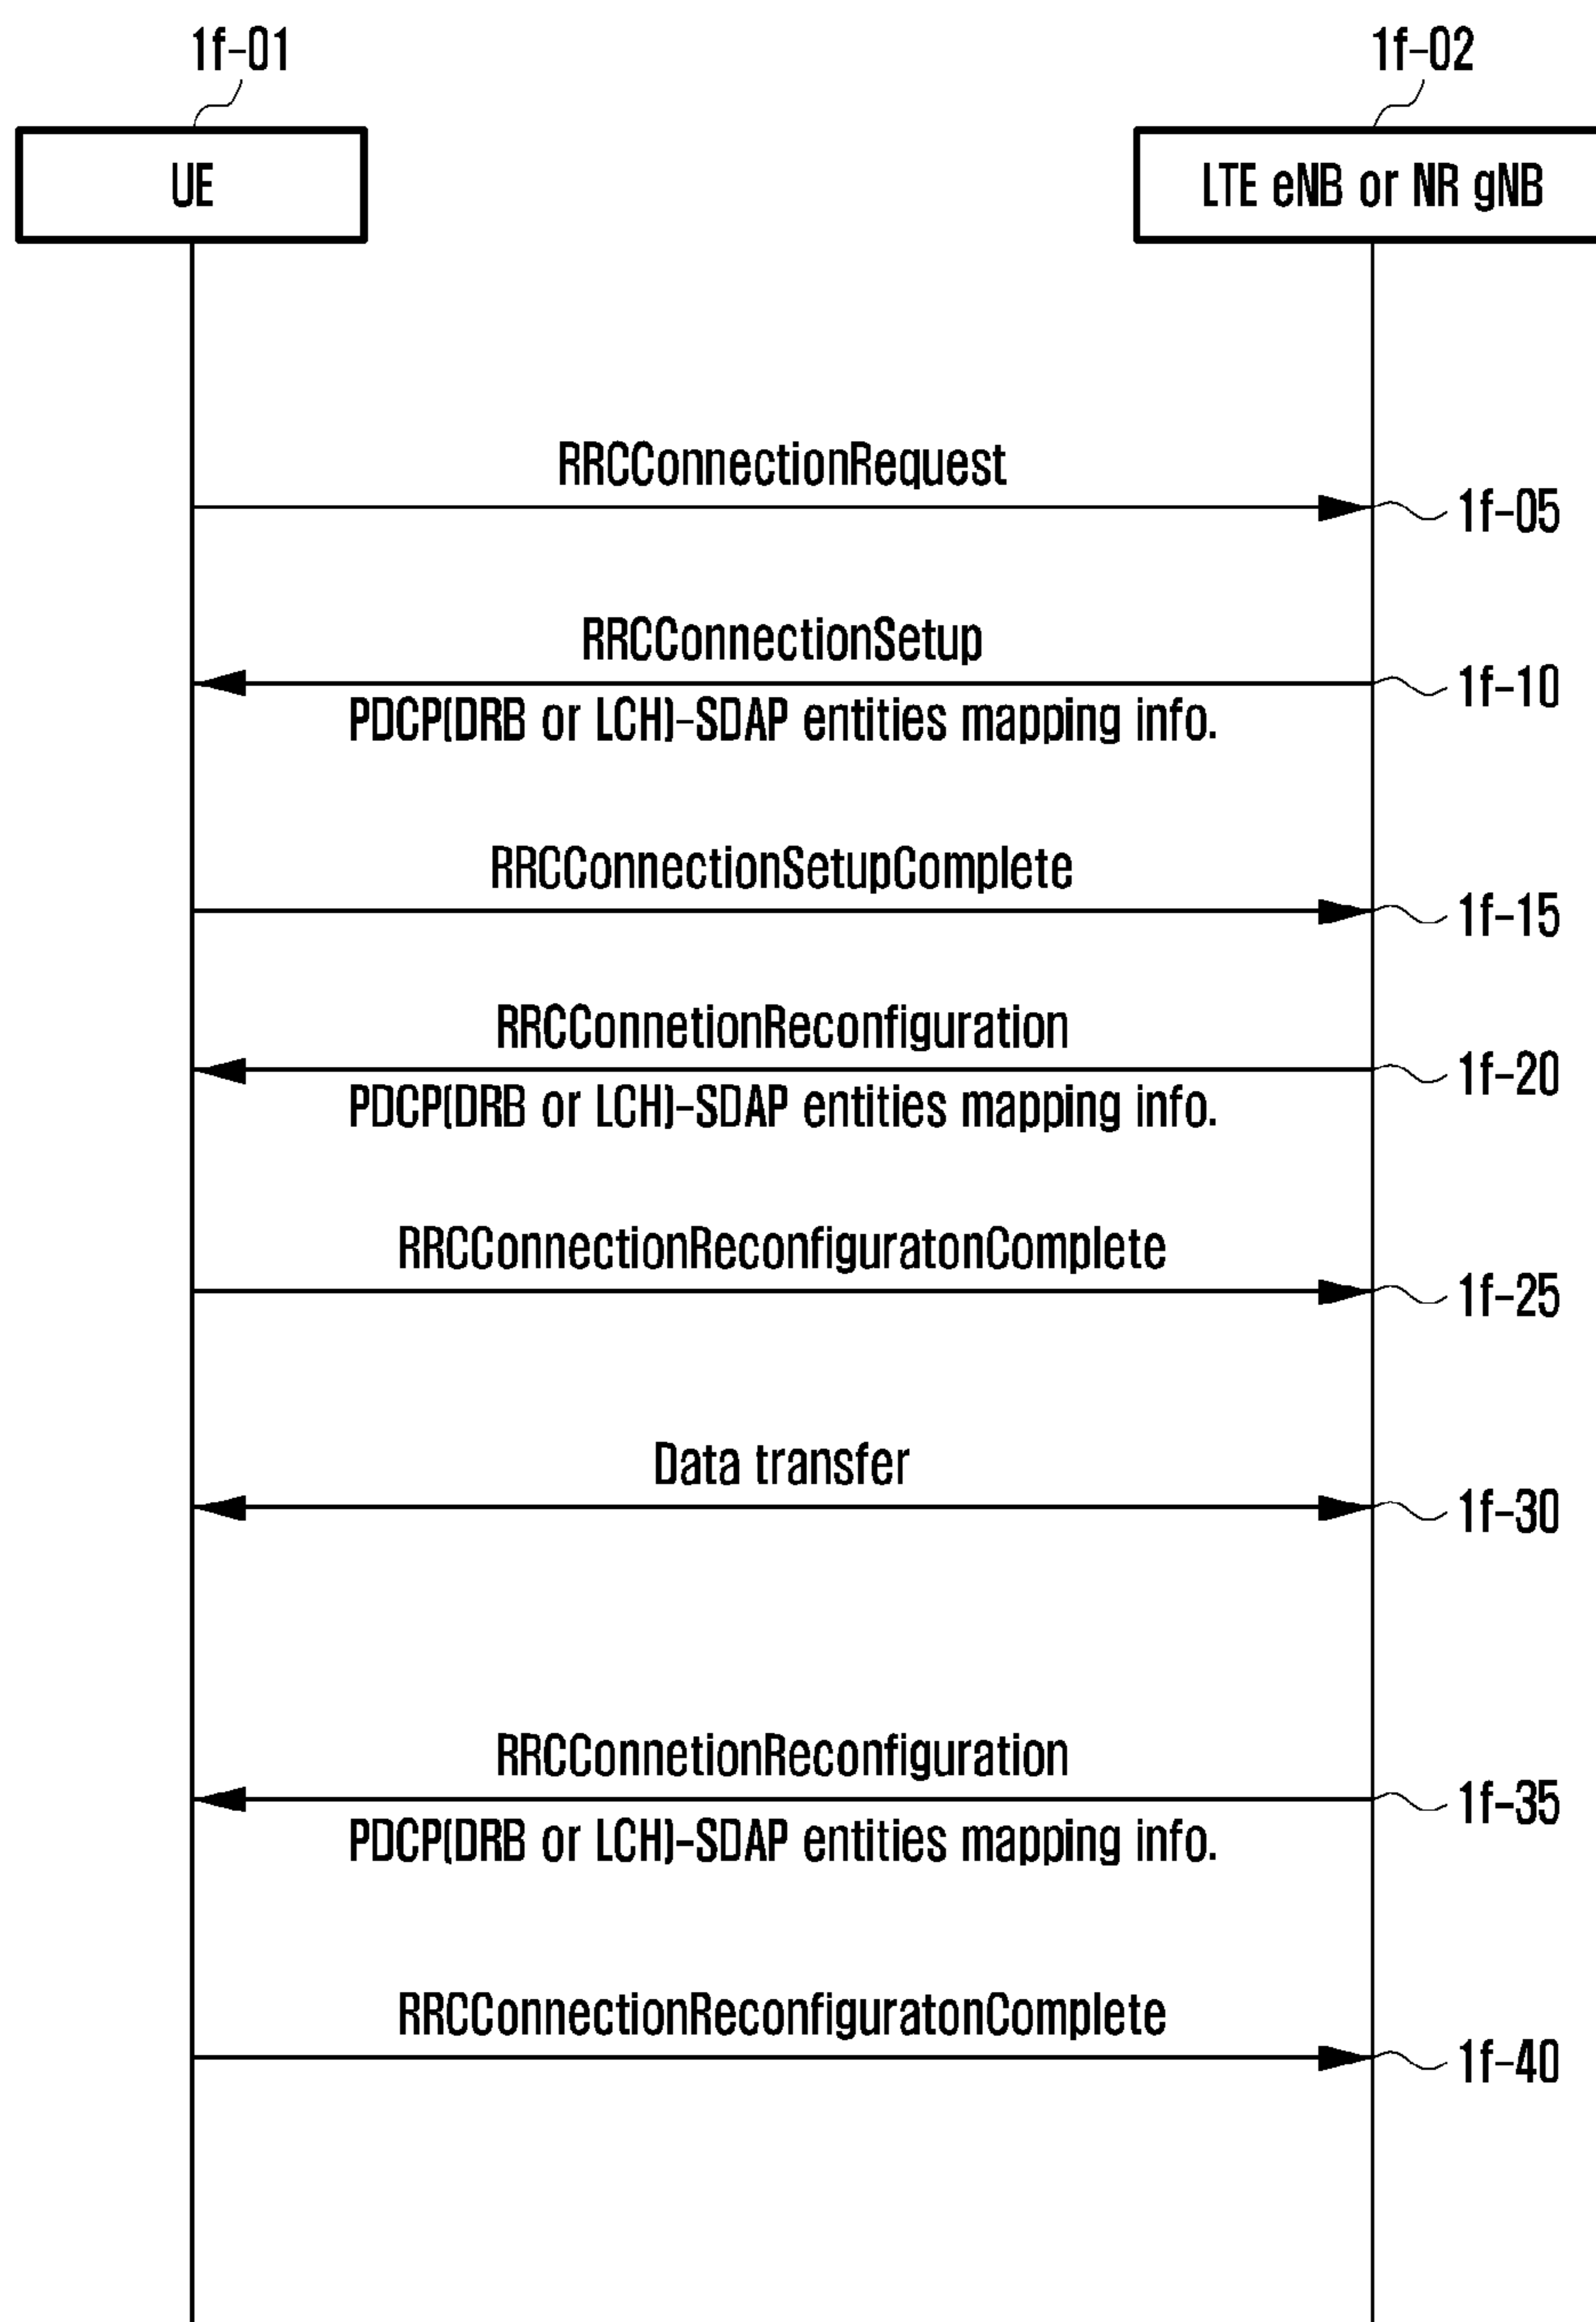 1f-01
1f-02
UE
LTE eNB or NR gNB
RRCConnectionRequest
1f-05
RRCConnectionSetup
1f-10
PDCP(DRB or LCH)-SDAP entities mapping info.
RRCConnectionSetupComplete
1f-15
RRCConnetionReconfiguration
1f-20
PDCP(DRB or LCH)-SDAP entities mapping info.
RRCConnectionReconfiguratonComplete
1f-25
Data transfer
1f-30
RRCConnetionReconfiguration
1f-35
PDCP(DRB or LCH)-SDAP entities mapping info.
RRCConnectionReconfiguratonComplete
1f-40